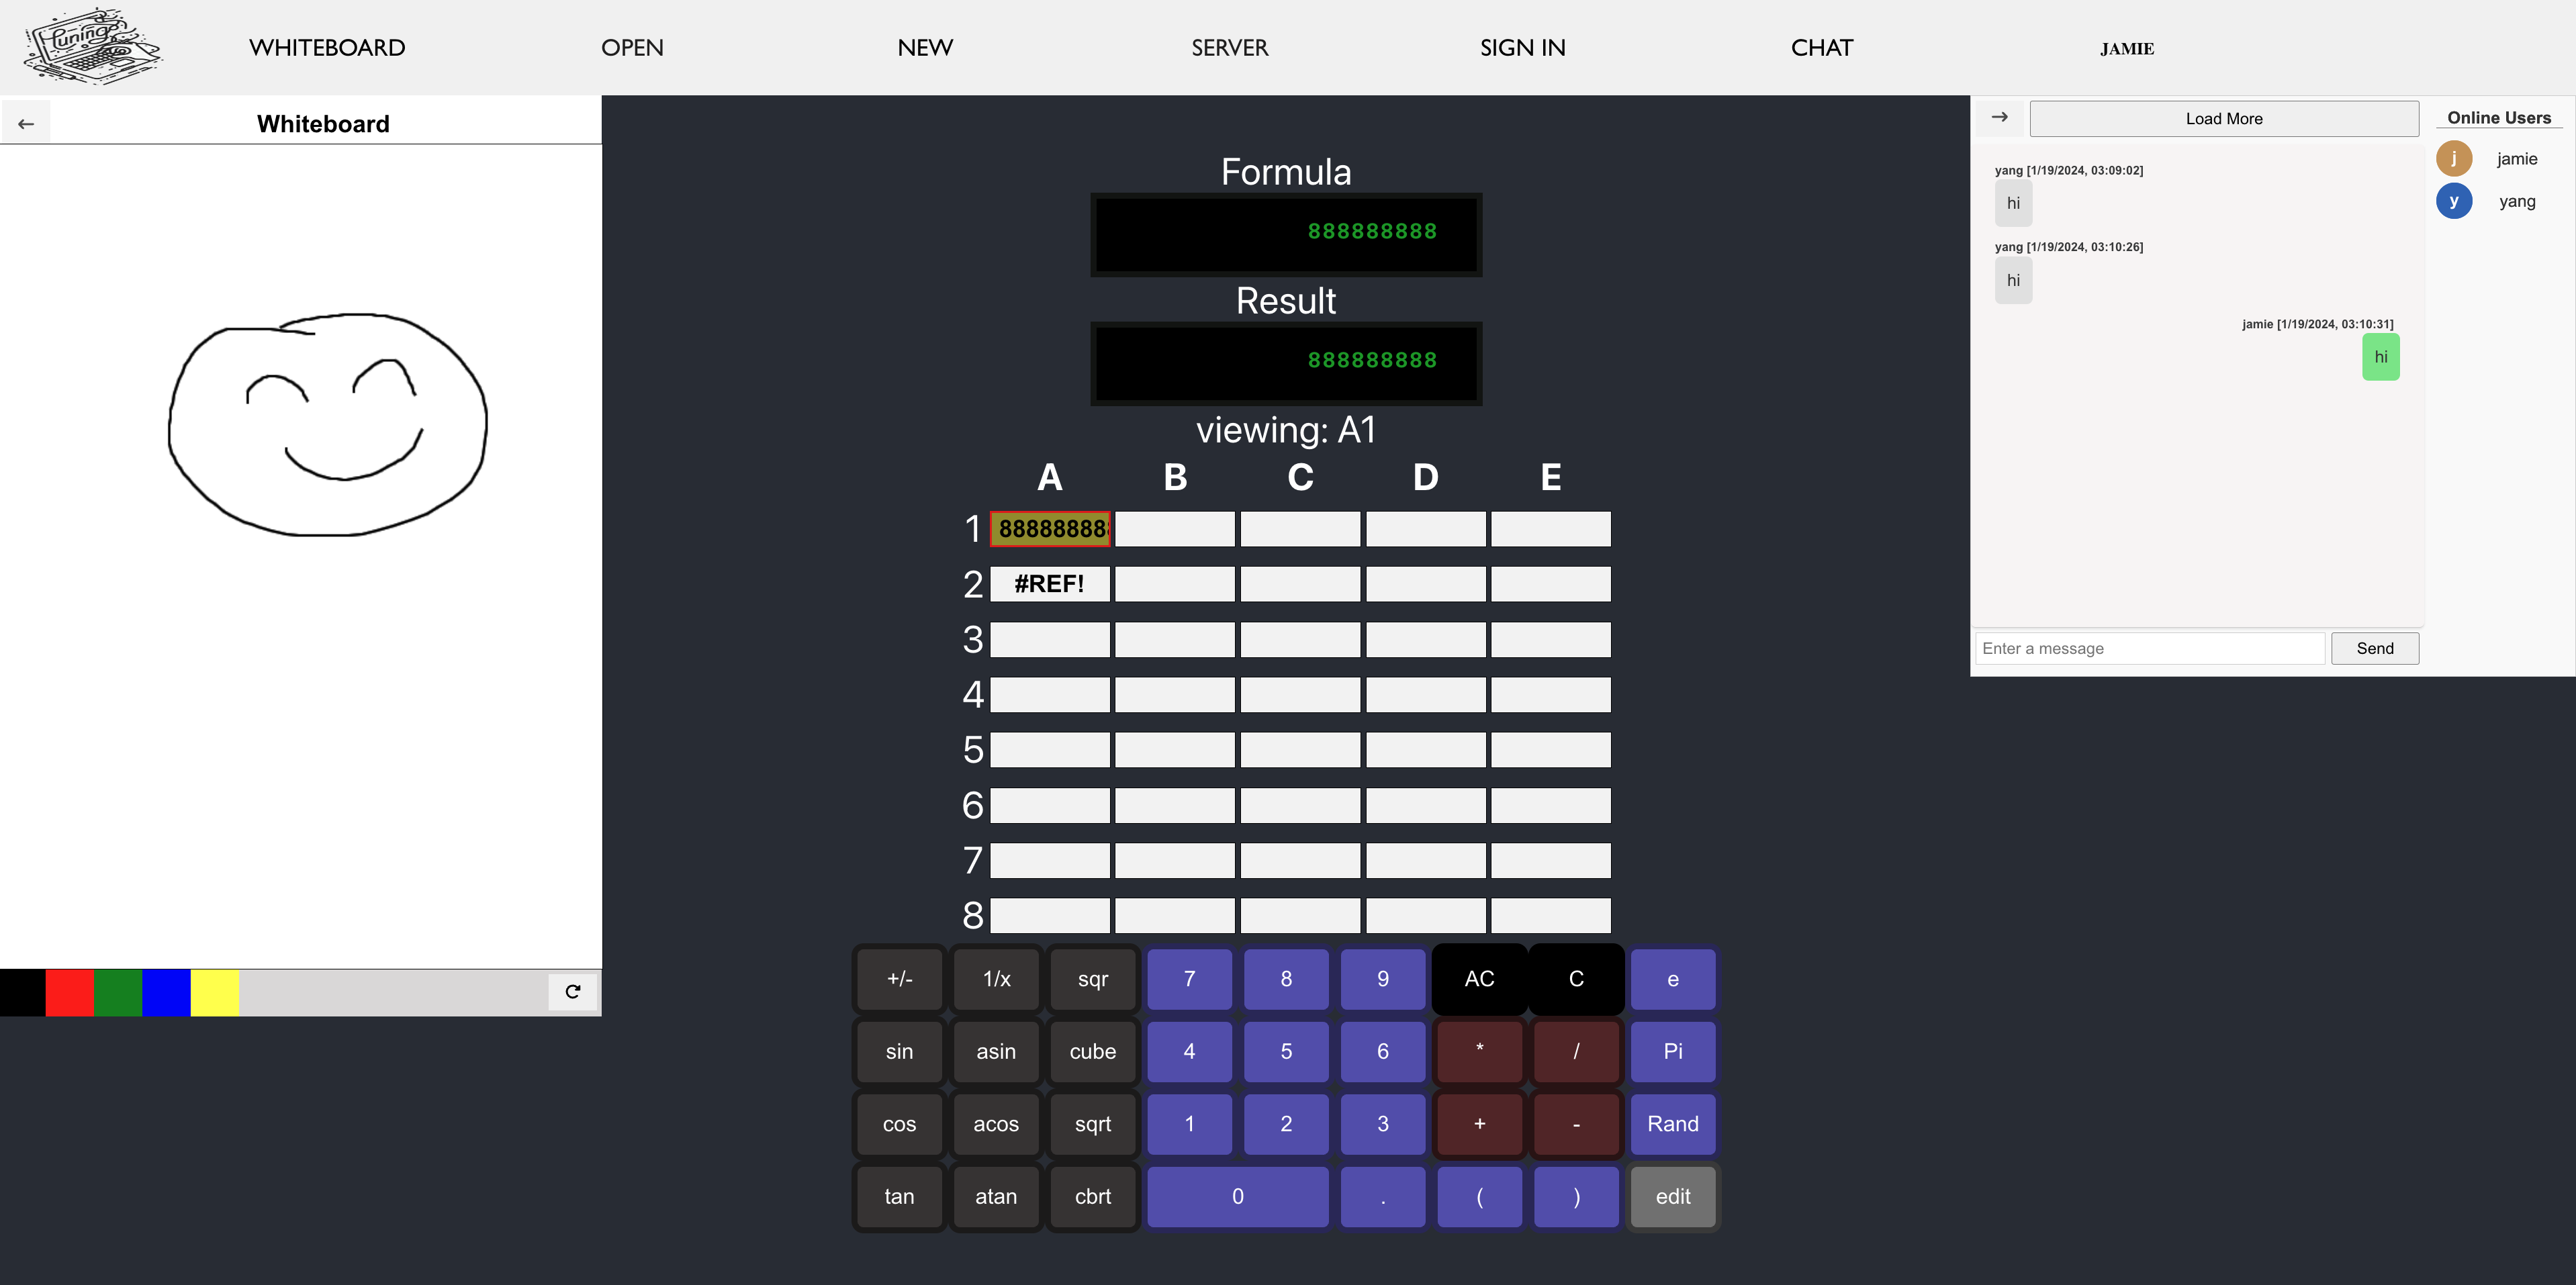 Tuning
WHITEBOARD OPEN NEW SERVER SIGN IN CHAT JAMIE
← Whiteboard
Formula
888888888
Result
888888888
viewing: A1
A B C D E
1 888888888
2 #REF!
3
4
5
6
7
8
+/- 1/x sqr 7 8 9 AC C e
sin asin cube 4 5 6 * / Pi
cos acos sqrt 1 2 3 + - Rand
tan atan cbrt 0 . ( ) edit
→ Load More
yang [1/19/2024, 03:09:02]
hi
yang [1/19/2024, 03:10:26]
hi
jamie [1/19/2024, 03:10:31]
hi
Enter a message Send
Online Users
j jamie
y yang